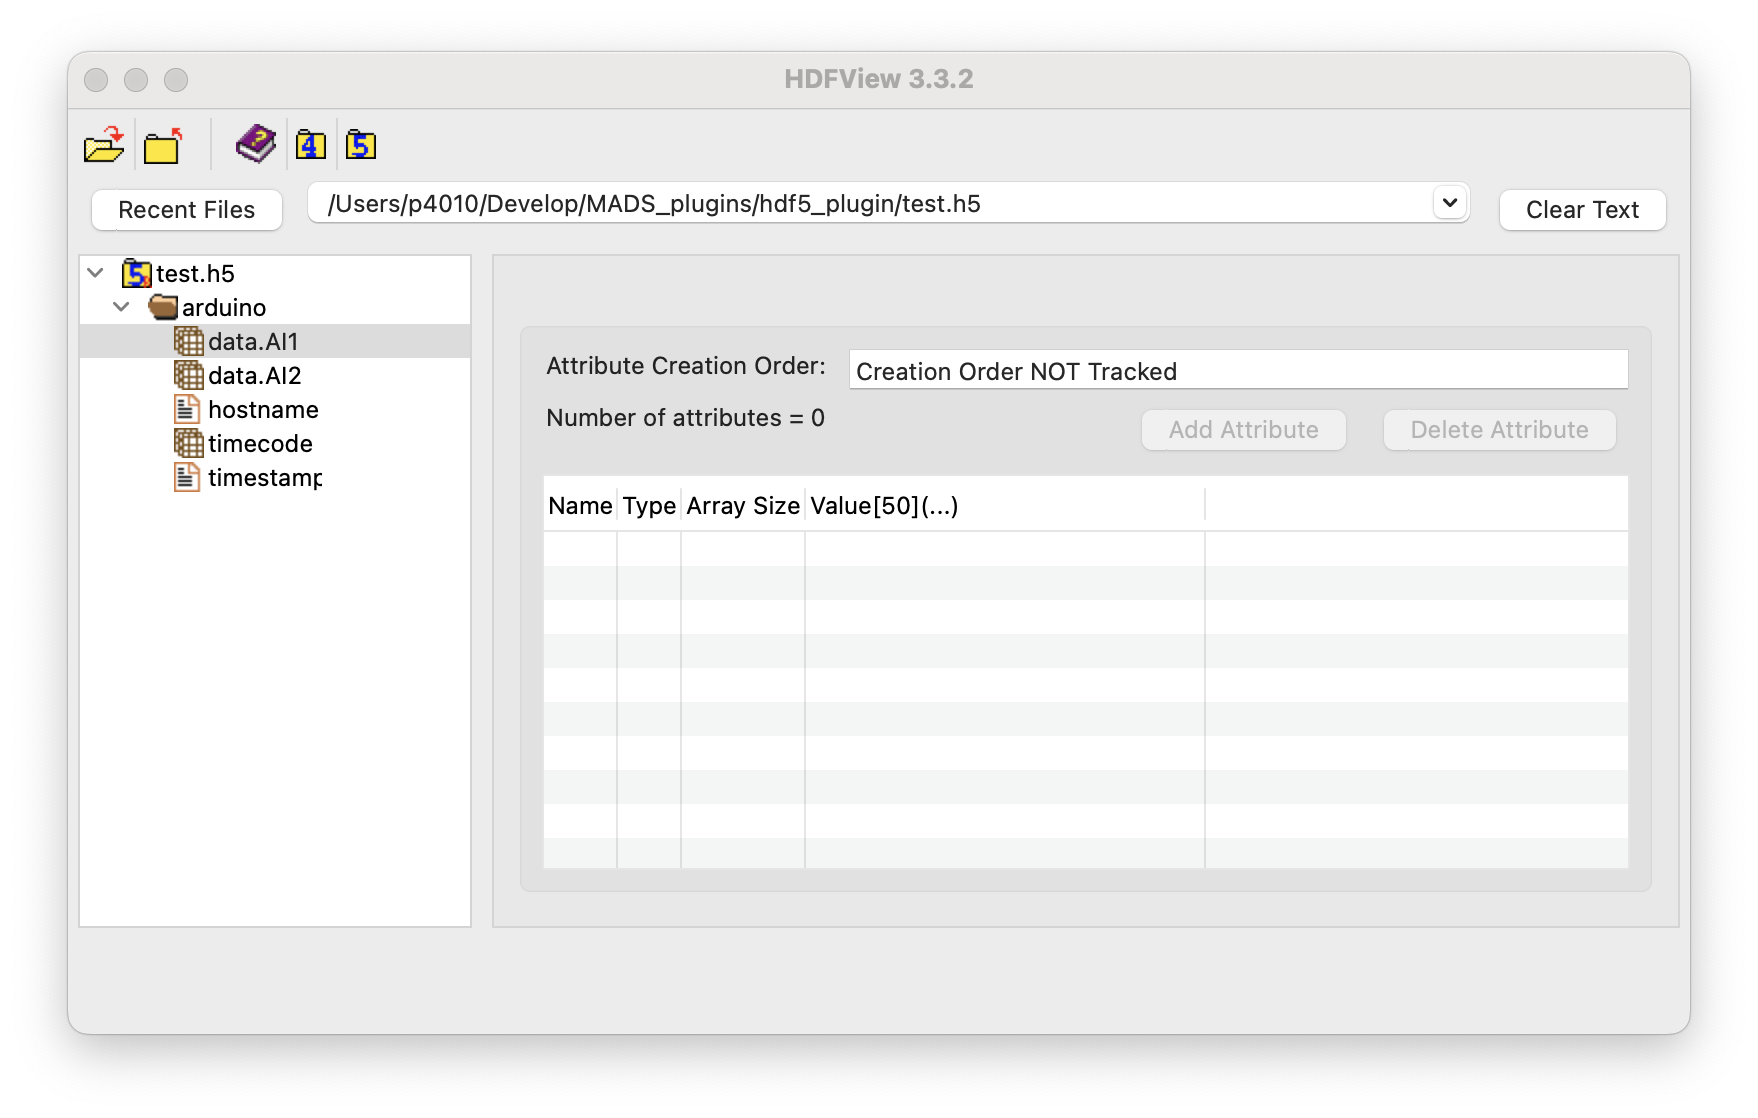 HDFView 3.3.2
4
5
Recent Files
/Users/p4010/Develop/MADS_plugins/hdf5_plugin/test.h5
Clear Text
test.h5
arduino
data.AI1
data.AI2
hostname
timecode
timestamp
Attribute Creation Order:
Creation Order NOT Tracked
Number of attributes = 0
Add Attribute
Delete Attribute
Name Type Array Size Value[50](...)